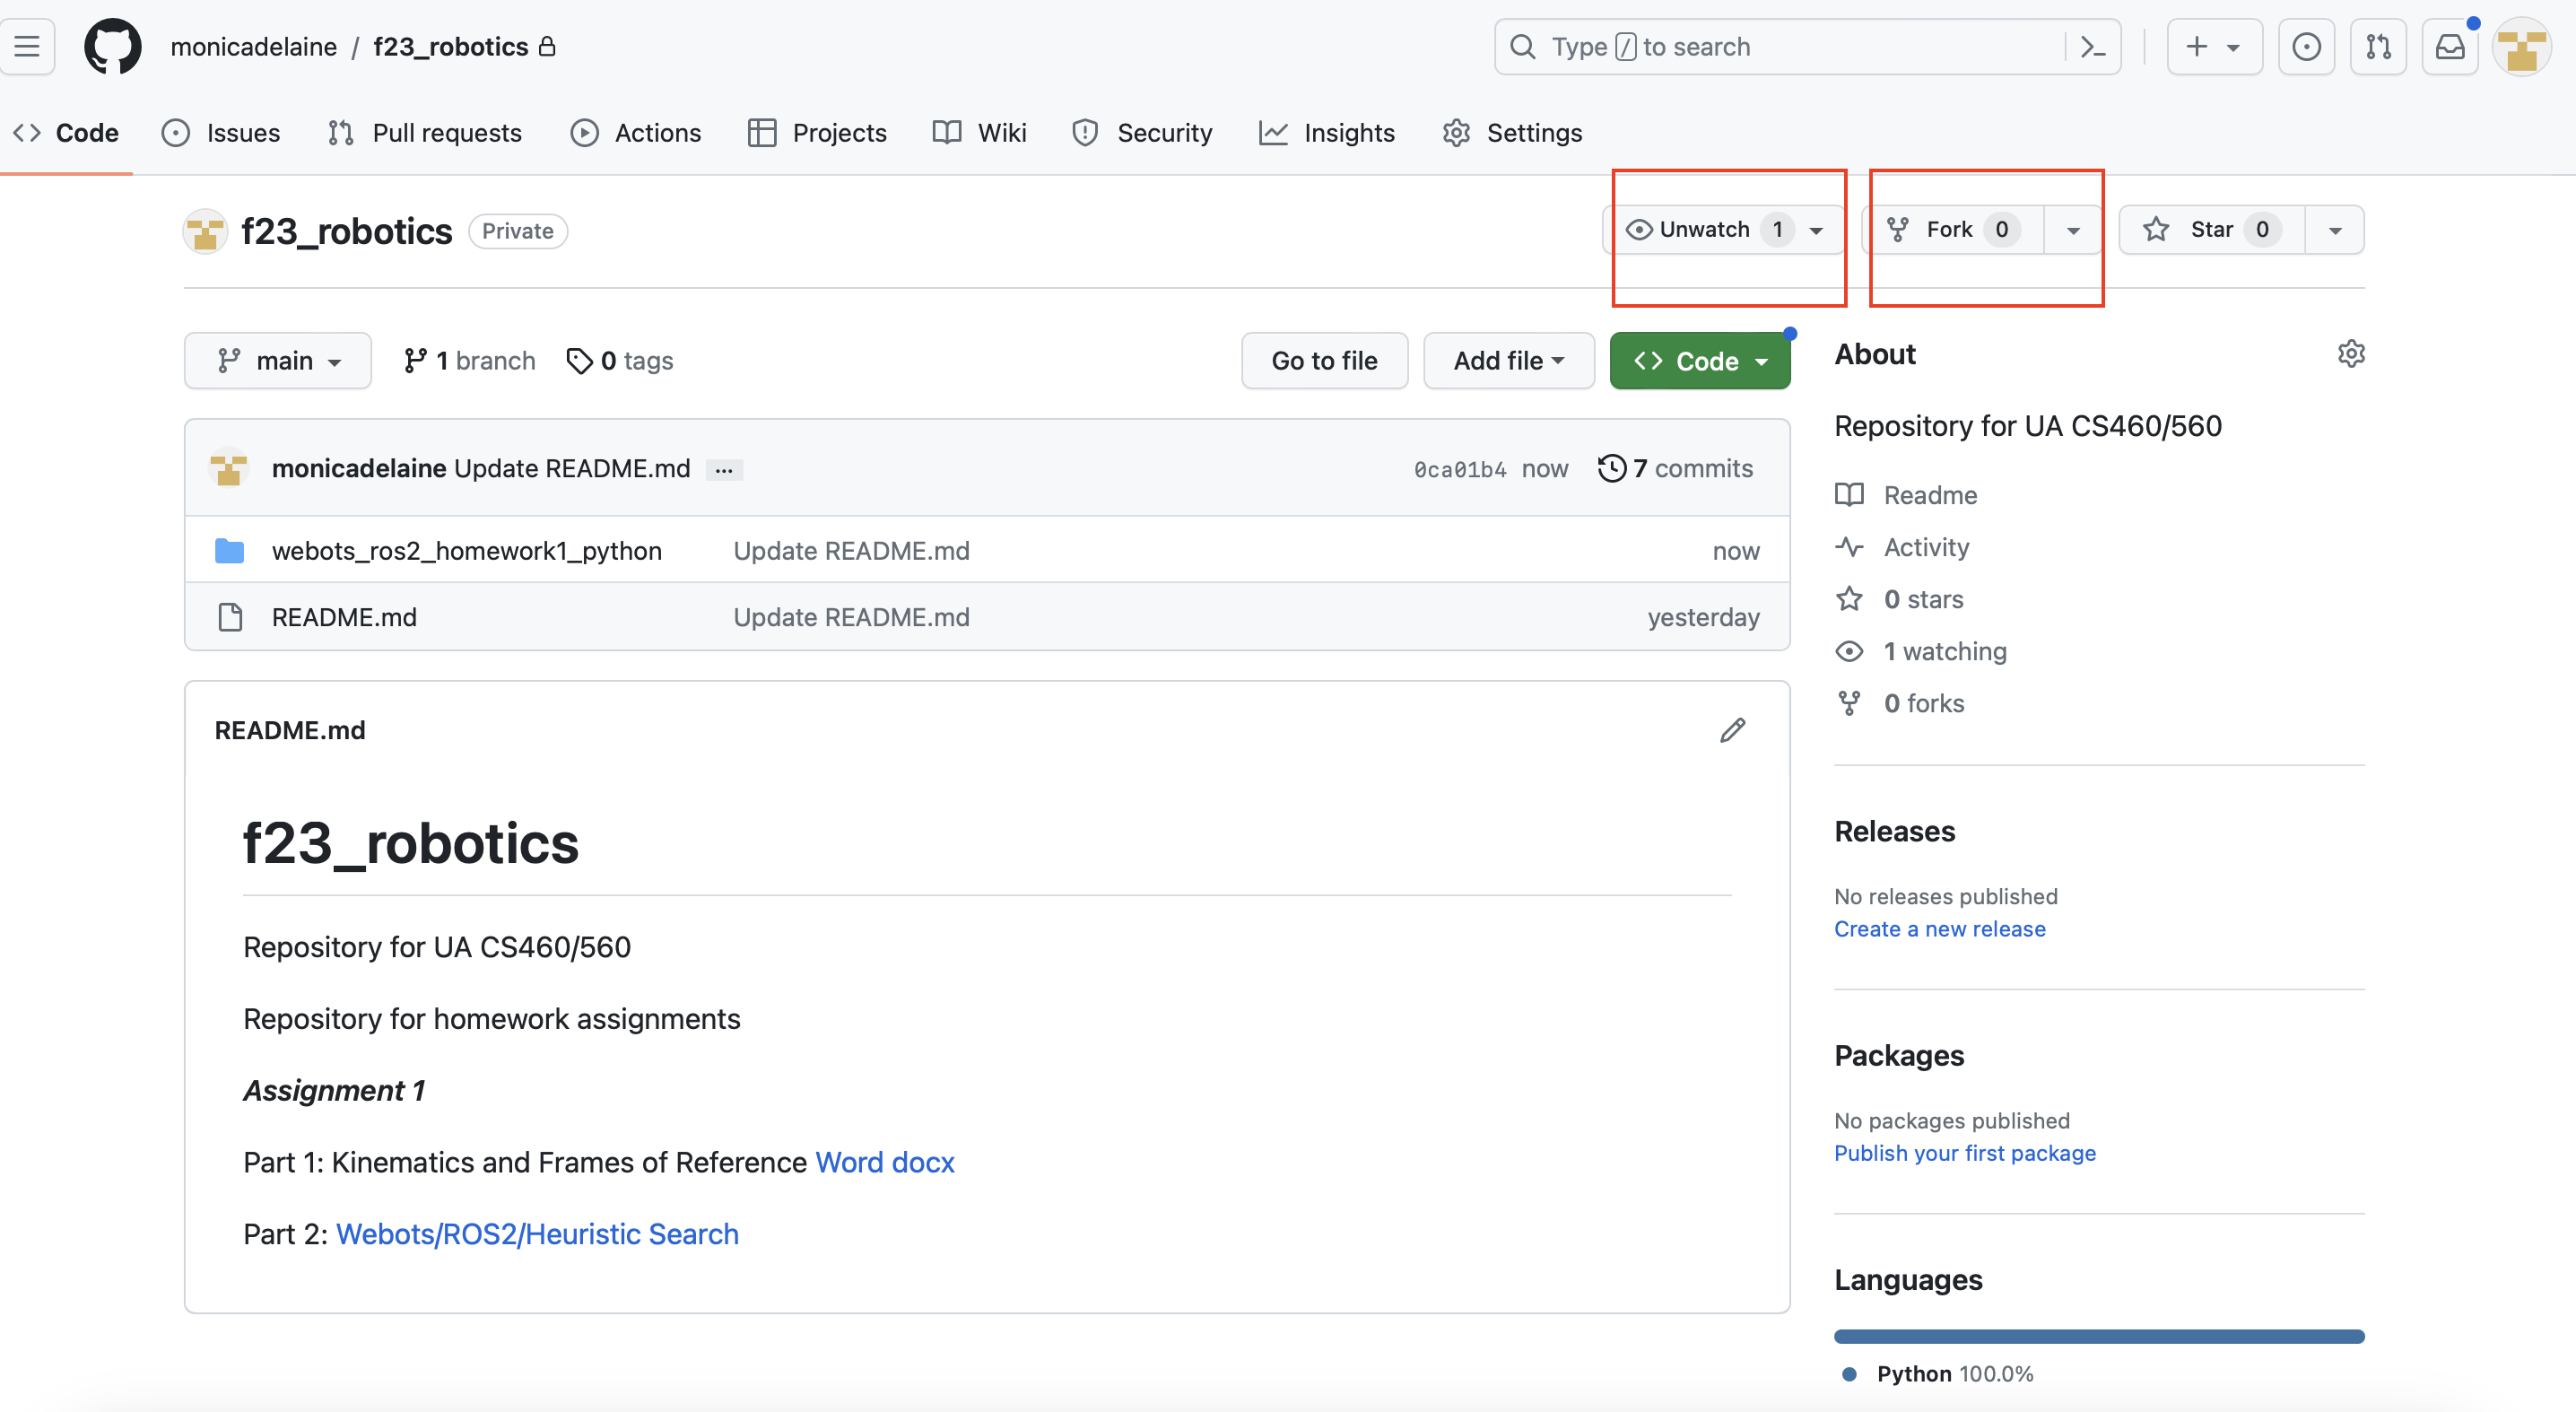 monicadelaine / f23_robotics
Type / to search
Code Issues Pull requests Actions Projects Wiki Security Insights Settings
f23_robotics Private
Unwatch 1 Fork 0 Star 0
main 1 branch 0 tags Go to file Add file Code
monicadelaine Update README.md ... 0ca01b4 now 7 commits
webots_ros2_homework1_python Update README.md now
README.md Update README.md yesterday
README.md
f23_robotics
Repository for UA CS460/560
Repository for homework assignments
Assignment 1
Part 1: Kinematics and Frames of Reference Word docx
Part 2: Webots/ROS2/Heuristic Search
About
Repository for UA CS460/560
Readme
Activity
0 stars
1 watching
0 forks
Releases
No releases published
Create a new release
Packages
No packages published
Publish your first package
Languages
Python 100.0%